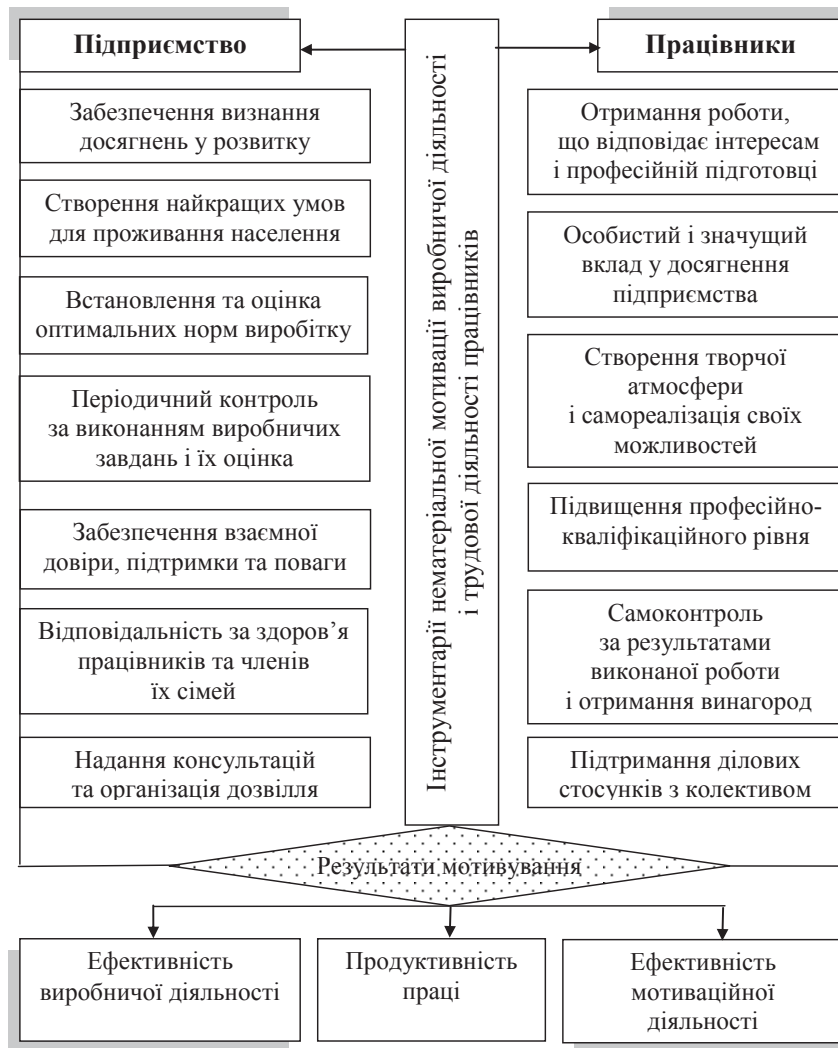 Підприємство
Працівники
Забезпечення визнання
досягнень у розвитку
Створення найкращих умов
для проживання населення
Встановлення та оцінка
оптимальних норм виробітку
Періодичний контроль
за виконанням виробничих
завдань і їх оцінка
Забезпечення взаємної
довіри, підтримки та поваги
Відповідальність за здоров’я
працівників та членів
їх сімей
Надання консультацій
та організація дозвілля
Інструментарії нематеріальної мотивації виробничої діяльності
і трудової діяльності працівників
Отримання роботи,
що відповідає інтересам
і професійній підготовці
Особистий і значущий
вклад у досягнення
підприємства
Створення творчої
атмосфери
і самореалізація своїх
можливостей
Підвищення професійно-
кваліфікаційного рівня
Самоконтроль
за результатами
виконаної роботи
і отримання винагород
Підтримання ділових
стосунків з колективом
Результати мотивування
Ефективність
виробничої діяльності
Продуктивність
праці
Ефективність
мотиваційної
діяльності